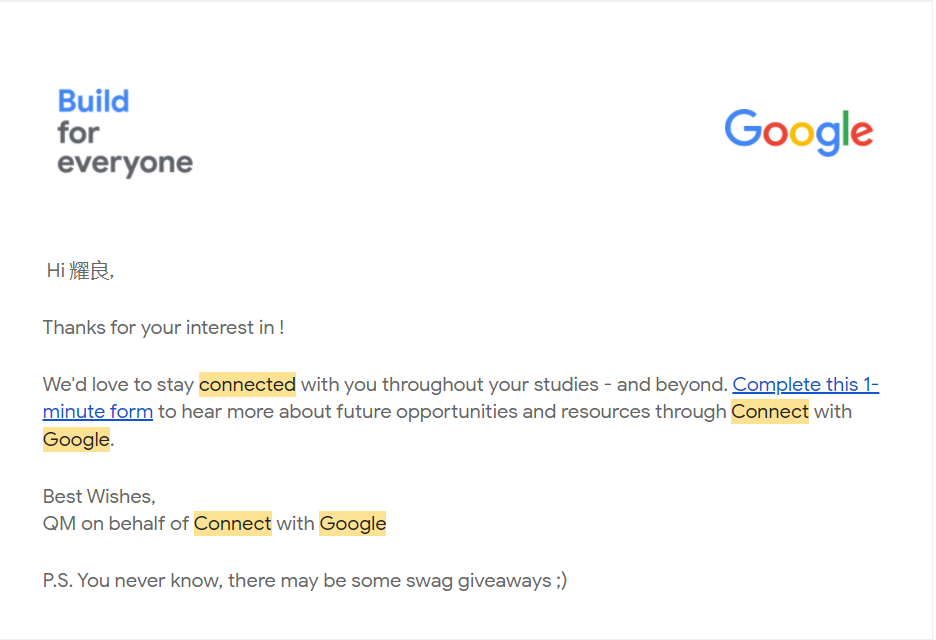 Build
for
everyone
Google
Hi 耀良,
Thanks for your interest in !
We'd love to stay connected with you throughout your studies - and beyond. Complete this 1-
minute form to hear more about future opportunities and resources through Connect with
Google.
Best Wishes,
QM on behalf of Connect with Google
P.S. You never know, there may be some swag giveaways ;)